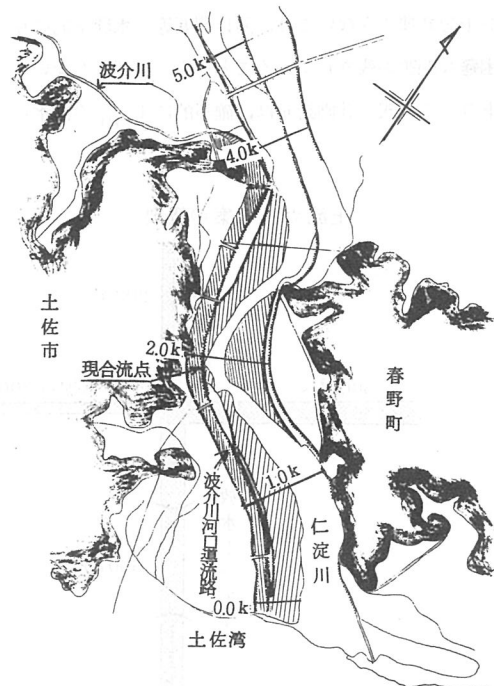 波介川
5.0k
4.0k
土佐市
2.0k
現合流点
春野町
1.0k
波介川河口導流路
仁淀川
0.0k
土佐湾